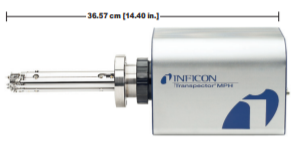 36.57 cm [14.40 in.]
INFICON
Transpector® MPH